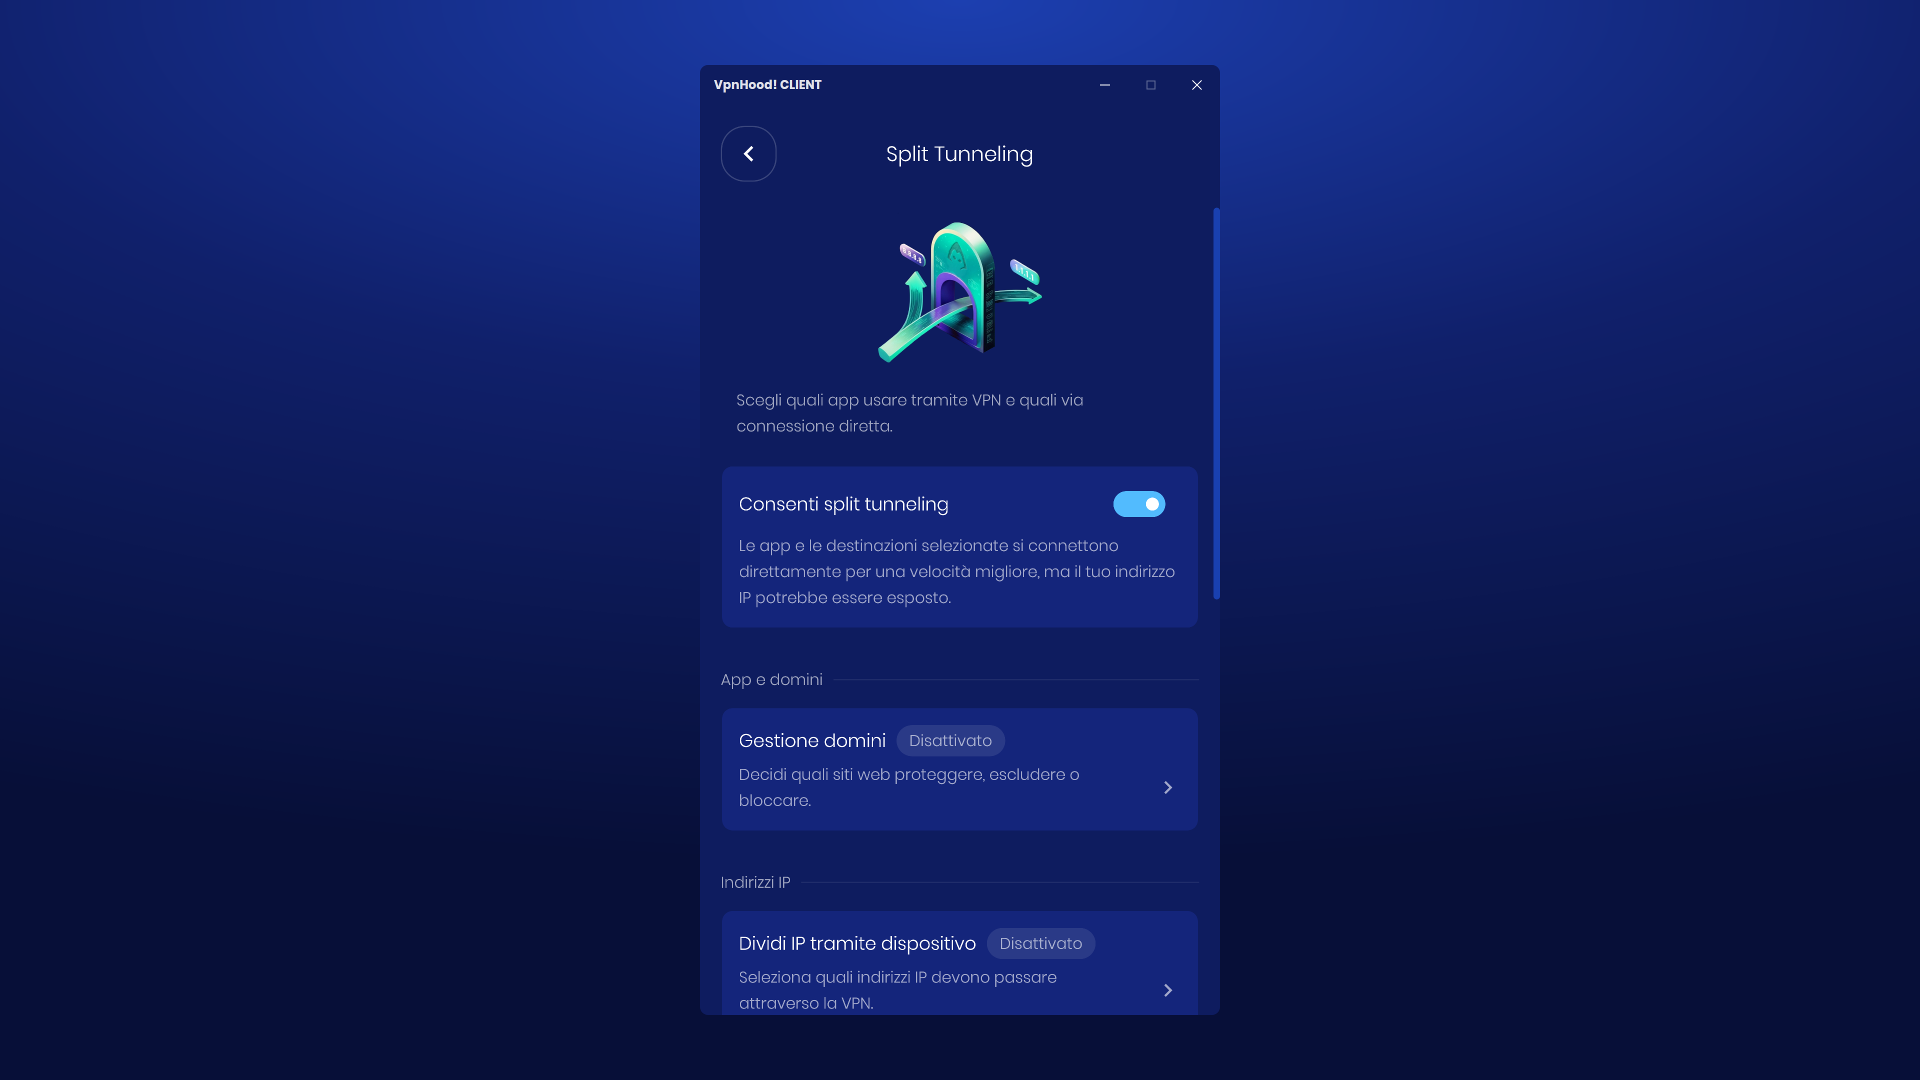 VpnHood! CLIENT
Split Tunneling
Scegli quali app usare tramite VPN e quali via
connessione diretta.
Consenti split tunneling
Le app e le destinazioni selezionate si connettono
direttamente per una velocità migliore, ma il tuo indirizzo
IP potrebbe essere esposto.
App e domini
Gestione domini Disattivato
Decidi quali siti web proteggere, escludere o
bloccare.
Indirizzi IP
Dividi IP tramite dispositivo Disattivato
Seleziona quali indirizzi IP devono passare
attraverso la VPN.